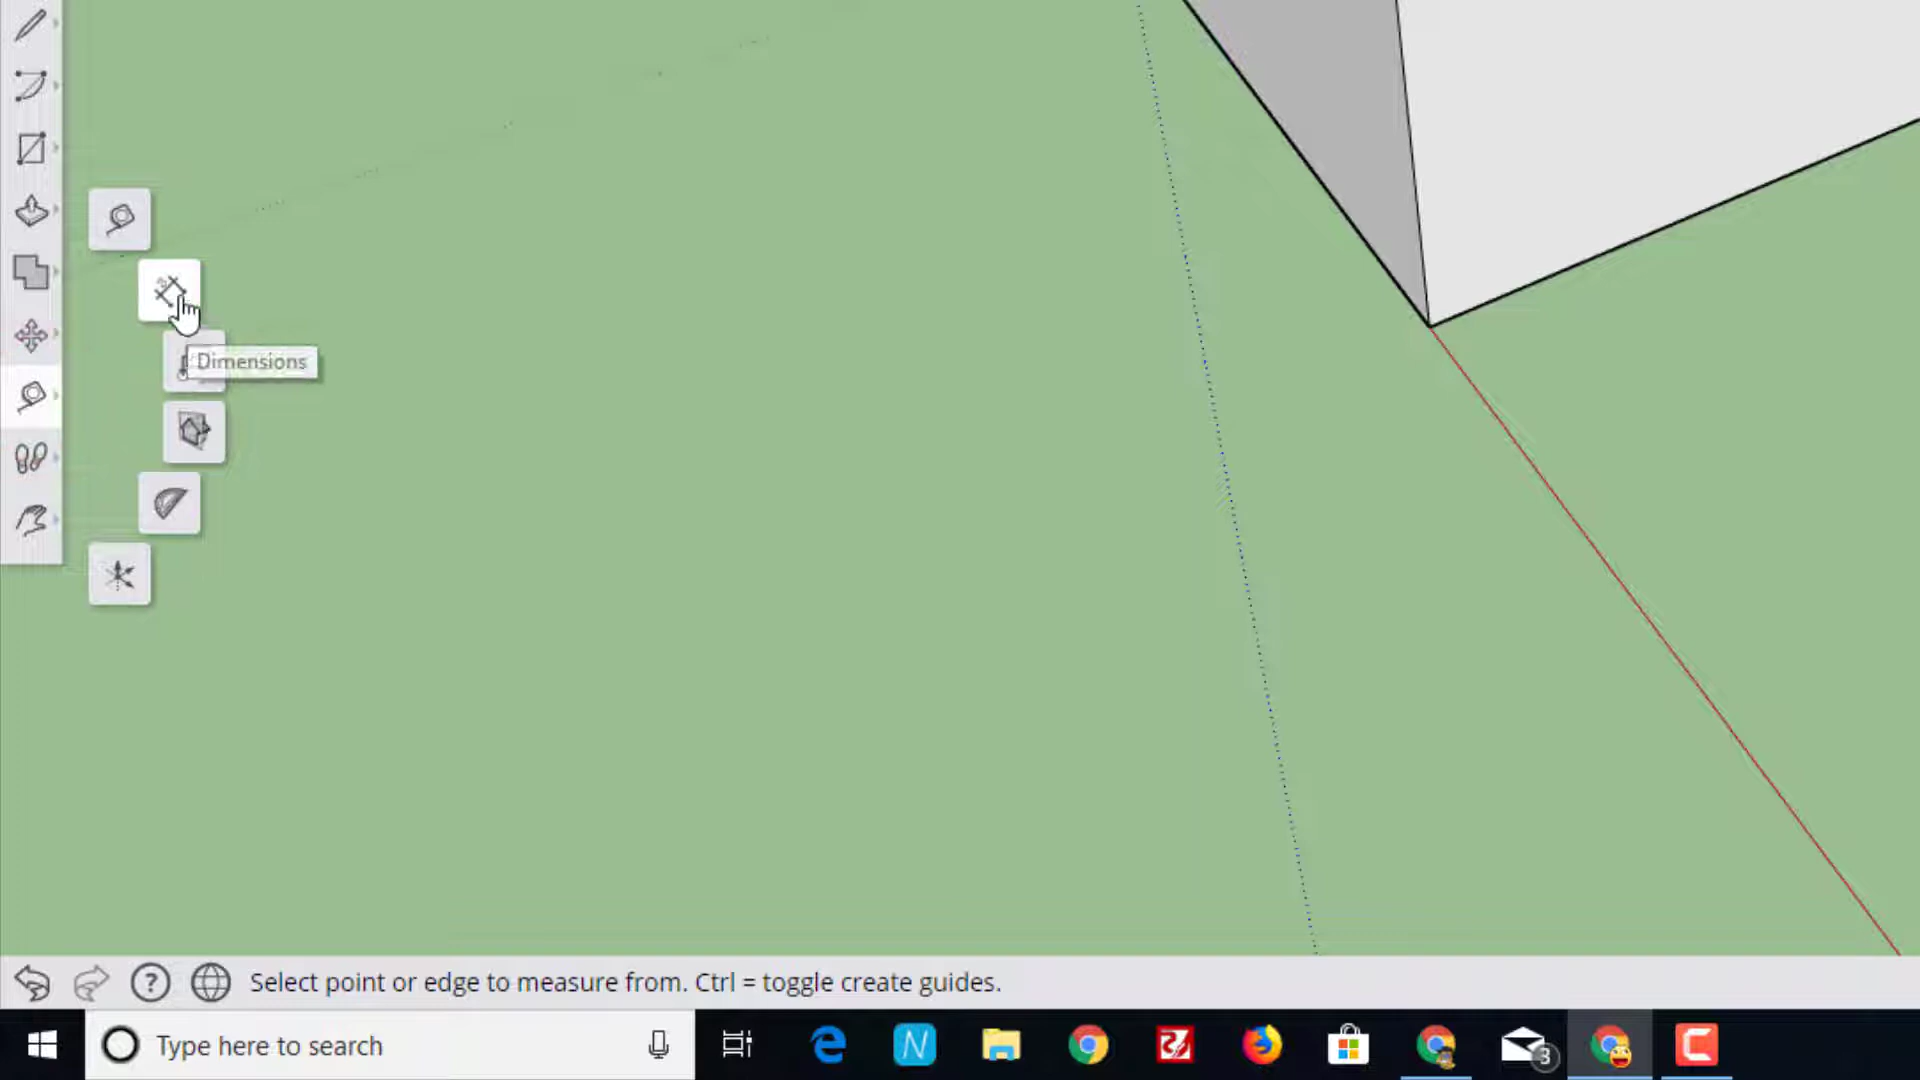 Dimensions
Select point or edge to measure from. Ctrl = toggle create guides.
Type here to search
3